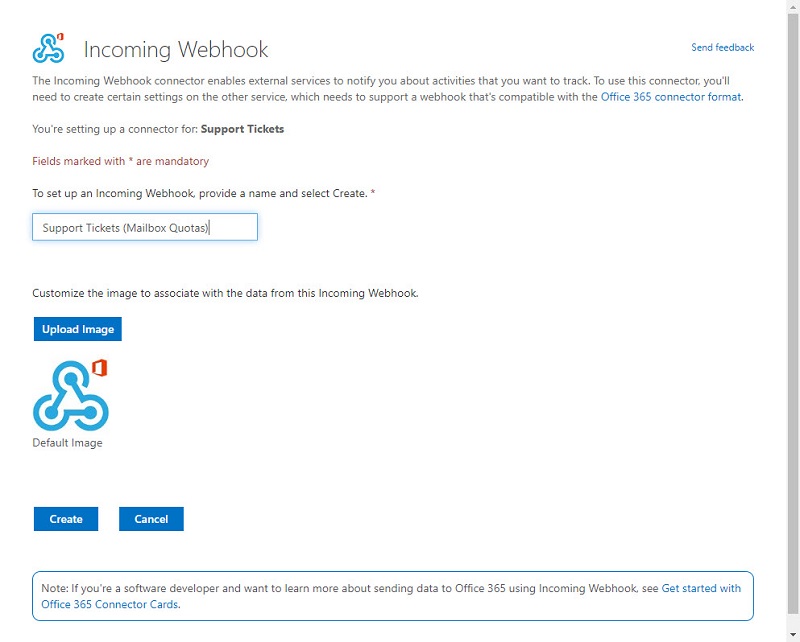 Incoming Webhook
Send feedback
The Incoming Webhook connector enables external services to notify you about activities that you want to track. To use this connector, you'll
need to create certain settings on the other service, which needs to support a webhook that's compatible with the Office 365 connector format.
You're setting up a connector for: Support Tickets
Fields marked with * are mandatory
To set up an Incoming Webhook, provide a name and select Create. *
Support Tickets (Mailbox Quotas)
Customize the image to associate with the data from this Incoming Webhook.
Upload Image
Default Image
Create
Cancel
Note: If you're a software developer and want to learn more about sending data to Office 365 using Incoming Webhook, see Get started with
Office 365 Connector Cards.